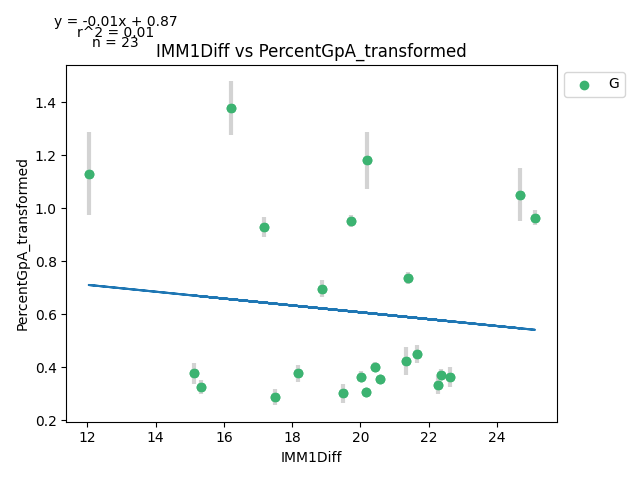 y = -0.01x + 0.87
r^2 = 0.01
n = 23
IMM1Diff vs PercentGpA_transformed
G
1.4
1.2
1.0
0.8
0.6
0.4
0.2
PercentGpA_transformed
12 14 16 18 20 22 24
IMM1Diff